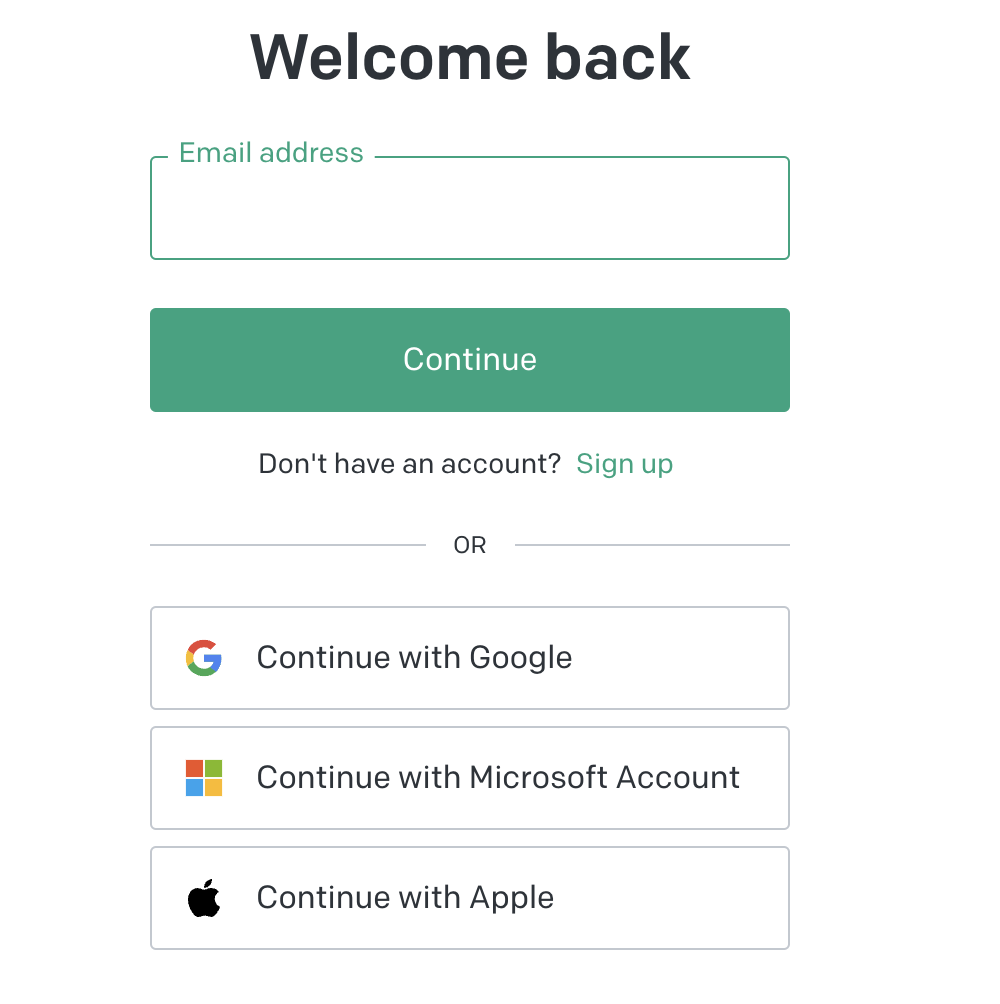 Welcome back
Email address
Continue
Don't have an account? Sign up
OR
Continue with Google
Continue with Microsoft Account
Continue with Apple